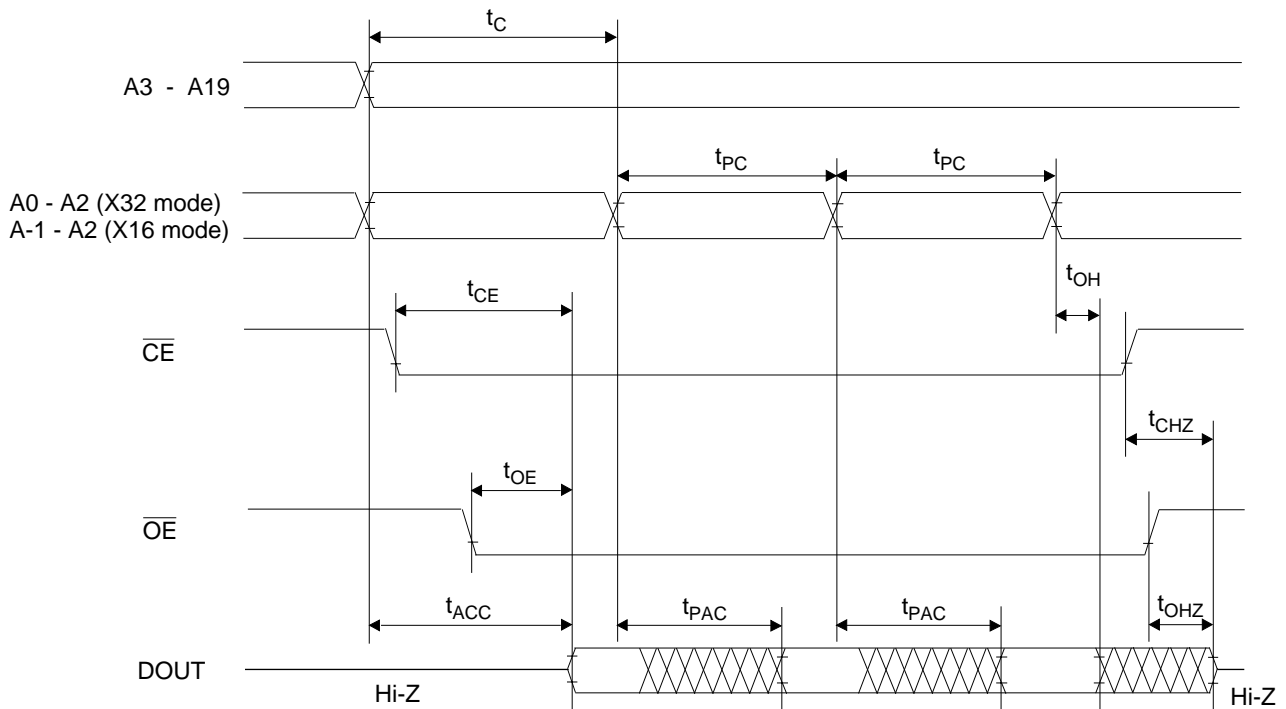 tC
A3 - A19
tPC
tPC
A0 - A2 (X32 mode)
A-1 - A2 (X16 mode)
tOH
tCE
CE
tCHZ
tOE
OE
tACC
tPAC
tPAC
tOHZ
DOUT
Hi-Z
Hi-Z